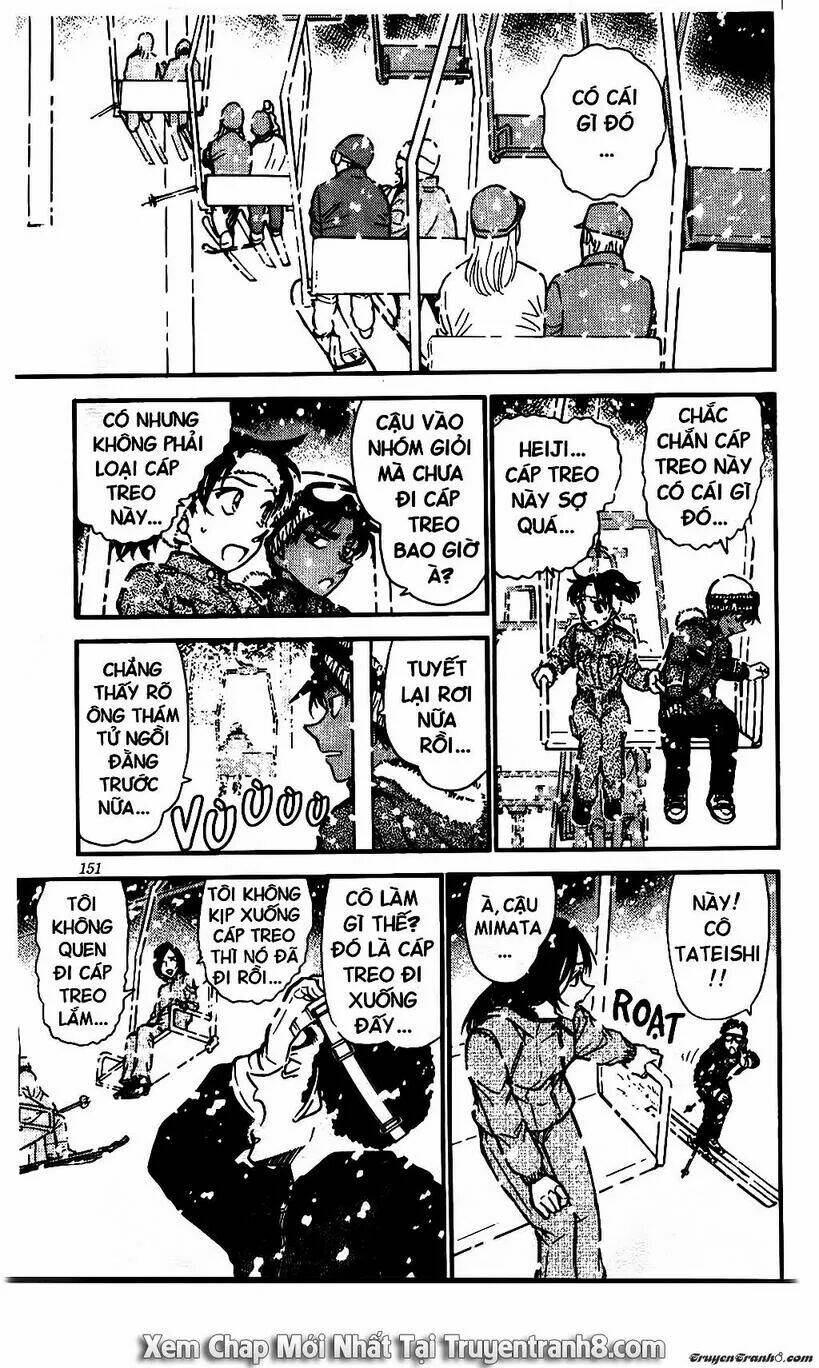 CÓ CÁI
GÌ ĐÓ
...
CHẮC
CHẮN CÁP
TREO NÀY
CÓ CÁI GÌ
ĐÓ...
HEIJI...
CÁP TREO
NÀY SỢ
QUÁ...
CẬU VÀO
NHÓM GIỎI
MÀ CHƯA
ĐI CÁP
TREO
BAO GIỜ
À?
CÓ NHƯNG
KHÔNG PHẢI
LOẠI CÁP
TREO
NÀY...
TUYẾT
LẠI RƠI
NỮA
RỒI...
CHẲNG
THẤY RÕ
ÔNG THÁM
TỬ NGỒI
ĐẰNG
TRƯỚC
NỮA...
VÙÙÙÙ
151
NÀY!
CÔ
TATEISHI
!!
À, CẬU
MIMATA
...
ROẠT
CÔ LÀM
GÌ THẾ?
ĐÓ LÀ CÁP
TREO ĐI
XUỐNG
ĐẤY...
TÔI KHÔNG
KỊP XUỐNG
CÁP TREO
THÌ NÓ ĐÃ
ĐI RỒI...
TÔI
KHÔNG
QUEN
ĐI CÁP
TREO
LẮM...
Xem Chap Mới Nhất Tại Truyentranh8.com
TruyenTranh8.com